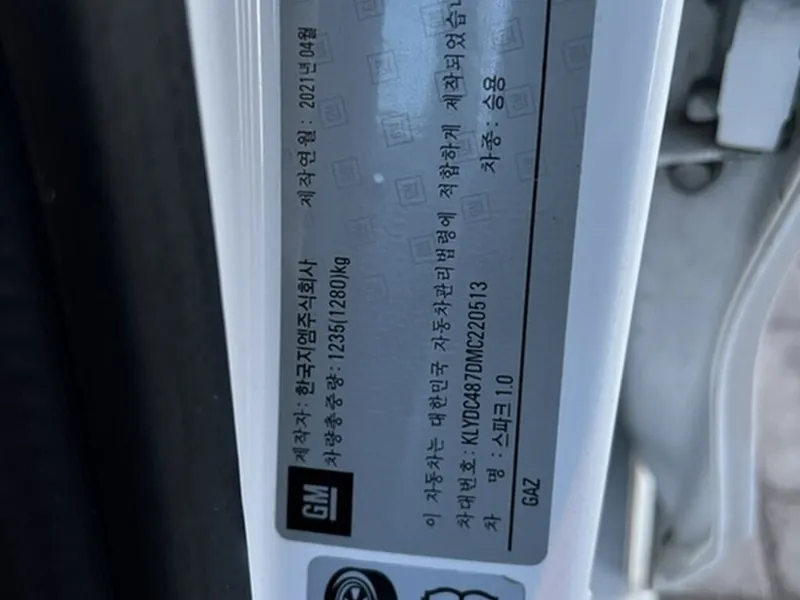 GM
제작자: 한국지엠주식회사 제작연월: 2021년 04월
차량총중량: 1235(1280)kg
이 자동차는 대한민국 자동차관리법령에 적합하게 제작되었습니
차대번호: KLYDC487DMC220513 차종: 승용
차 명: 스파크 1.0
GAZ